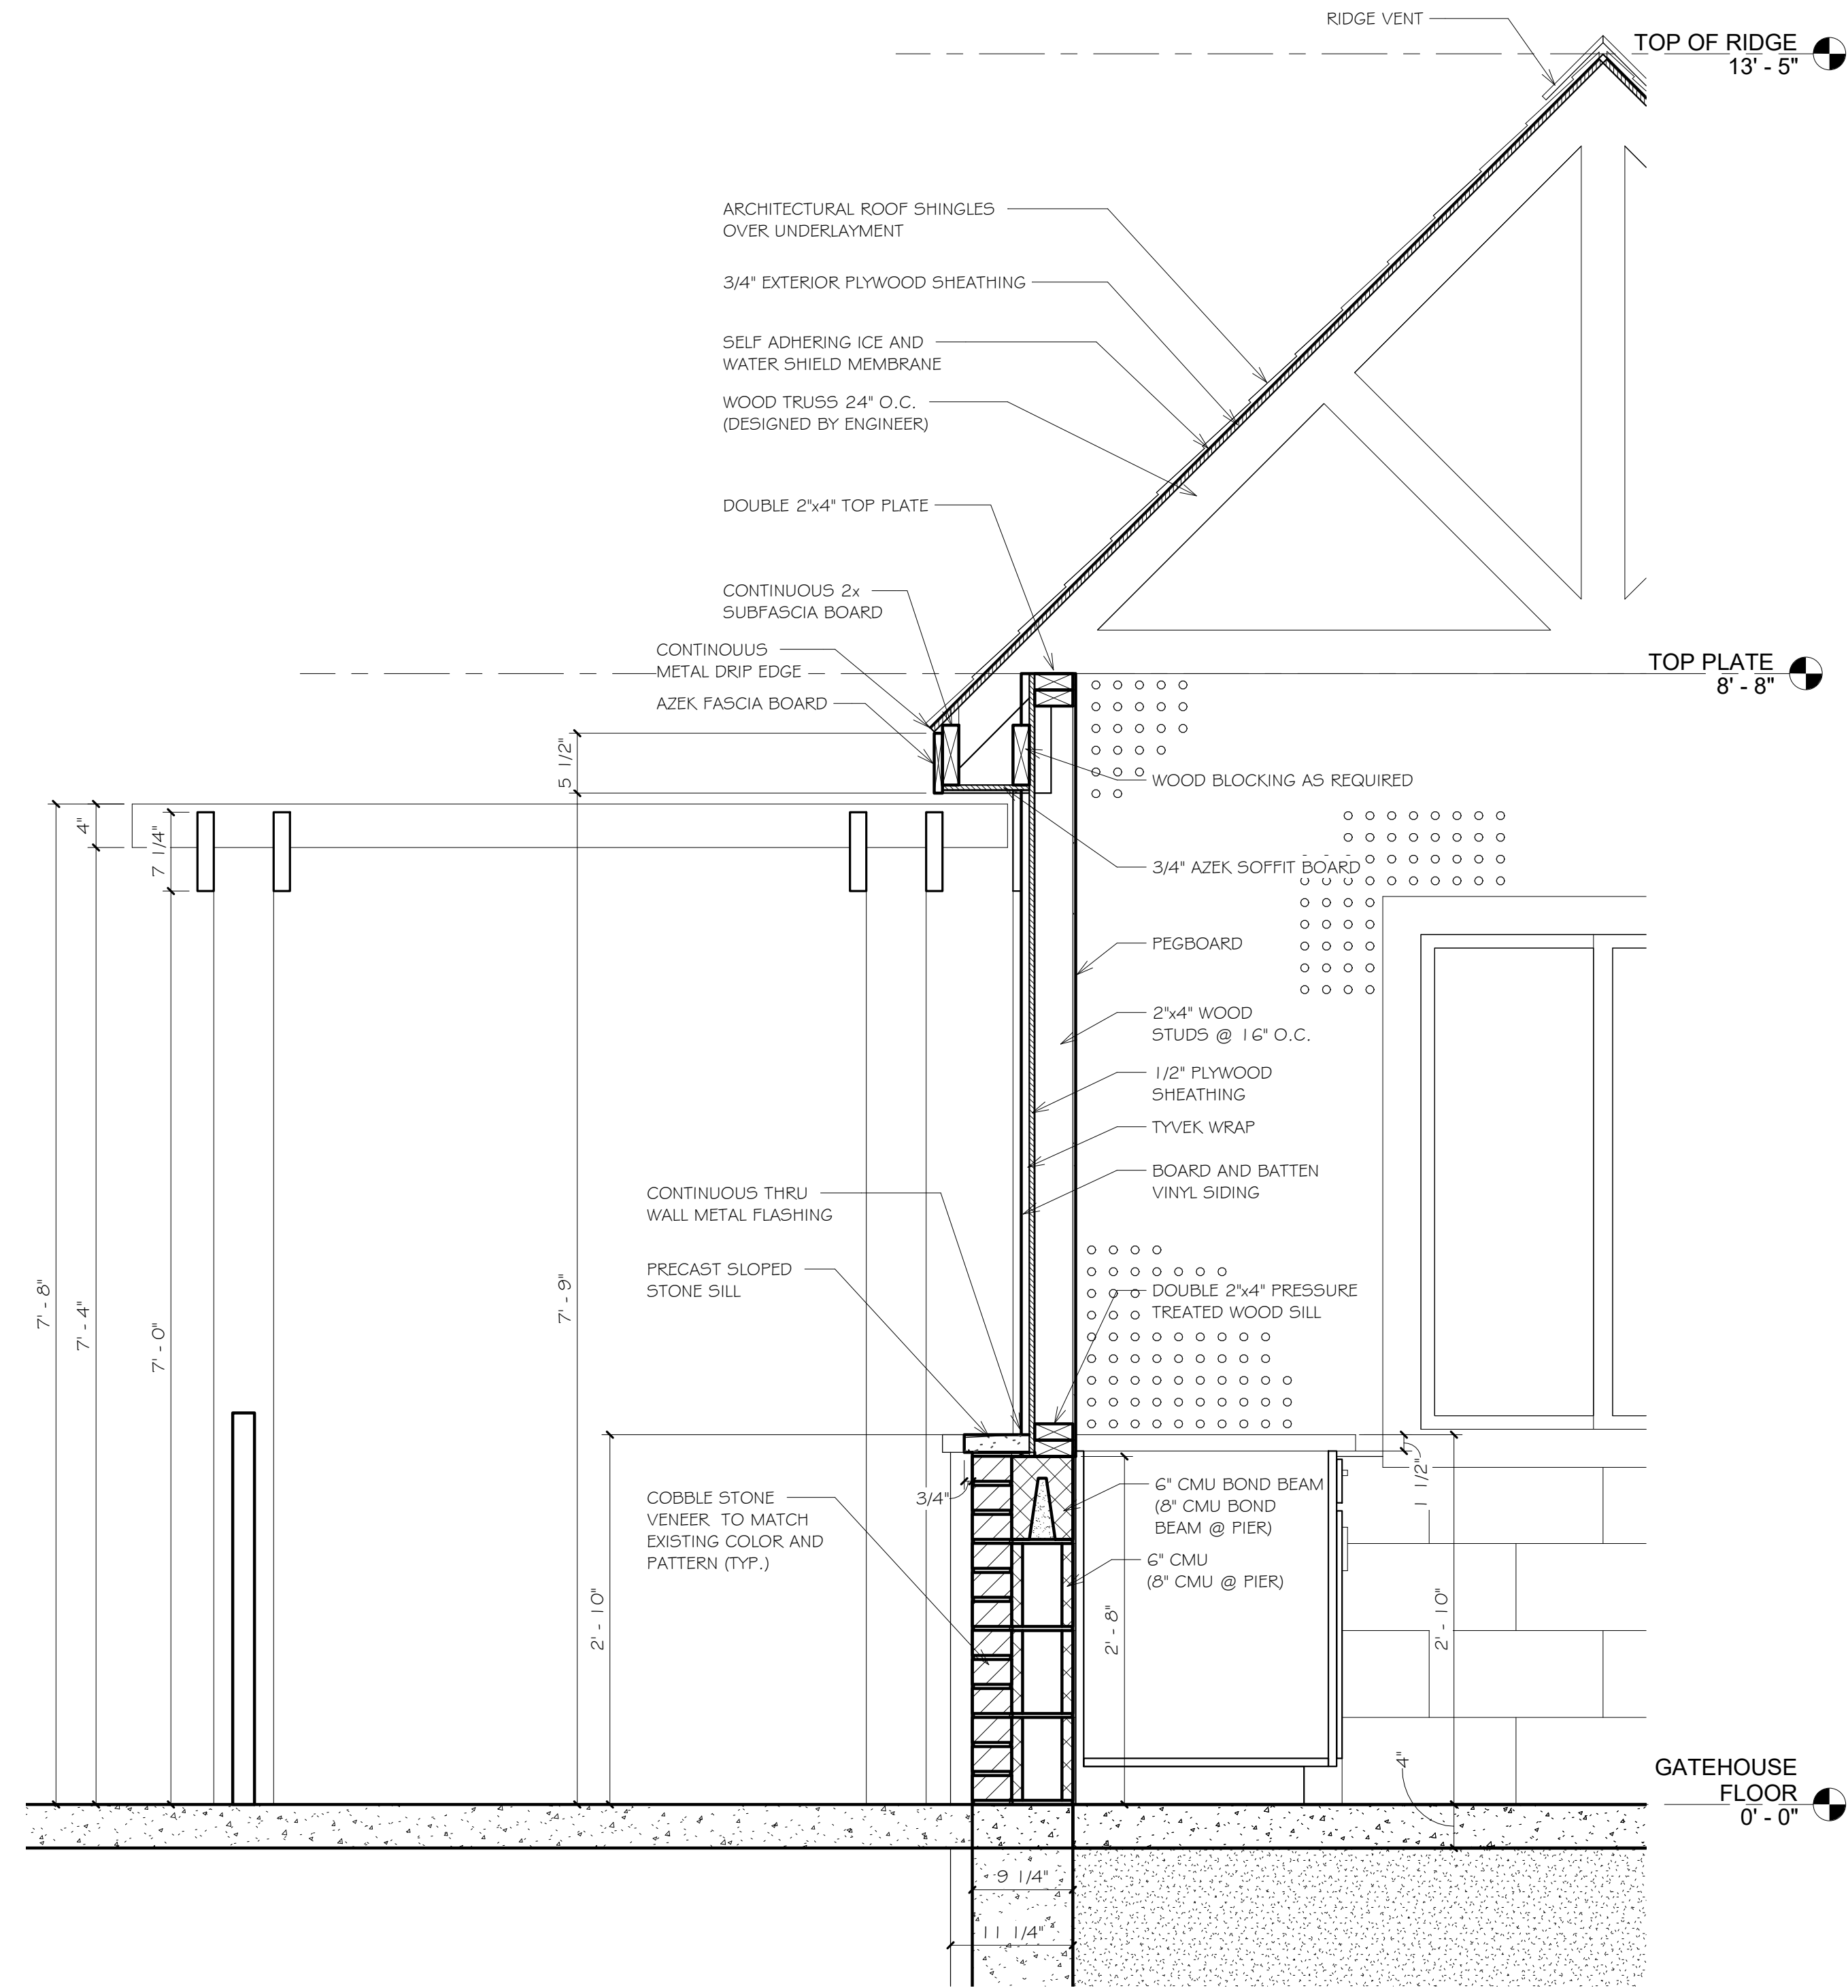 RIDGE VENT
TOP OF RIDGE
13' - 5"
ARCHITECTURAL ROOF SHINGLES
OVER UNDERLAYMENT
3/4" EXTERIOR PLYWOOD SHEATHING
SELF ADHERING ICE AND
WATER SHIELD MEMBRANE
WOOD TRUSS 24" O.C.
(DESIGNED BY ENGINEER)
DOUBLE 2"x4" TOP PLATE
CONTINUOUS 2x
SUBFASCIA BOARD
CONTINOUUS
METAL DRIP EDGE
AZEK FASCIA BOARD
TOP PLATE
8' - 8"
5 1/2"
WOOD BLOCKING AS REQUIRED
4"
7 1/4"
3/4" AZEK SOFFIT BOARD
PEGBOARD
2"x4" WOOD
STUDS @ 16" O.C.
1/2" PLYWOOD
SHEATHING
TYVEK WRAP
BOARD AND BATTEN
VINYL SIDING
CONTINUOUS THRU
WALL METAL FLASHING
PRECAST SLOPED
STONE SILL
DOUBLE 2"x4" PRESSURE
TREATED WOOD SILL
7' - 8"
7' - 4"
7' - 0"
7' - 9"
3/4"
1 1/2"
COBBLE STONE
VENEER TO MATCH
EXISTING COLOR AND
PATTERN (TYP.)
6" CMU BOND BEAM
(8" CMU BOND
BEAM @ PIER)
6" CMU
(8" CMU @ PIER)
2' - 10"
2' - 8"
2' - 10"
4"
GATEHOUSE
FLOOR
0' - 0"
9 1/4"
11 1/4"